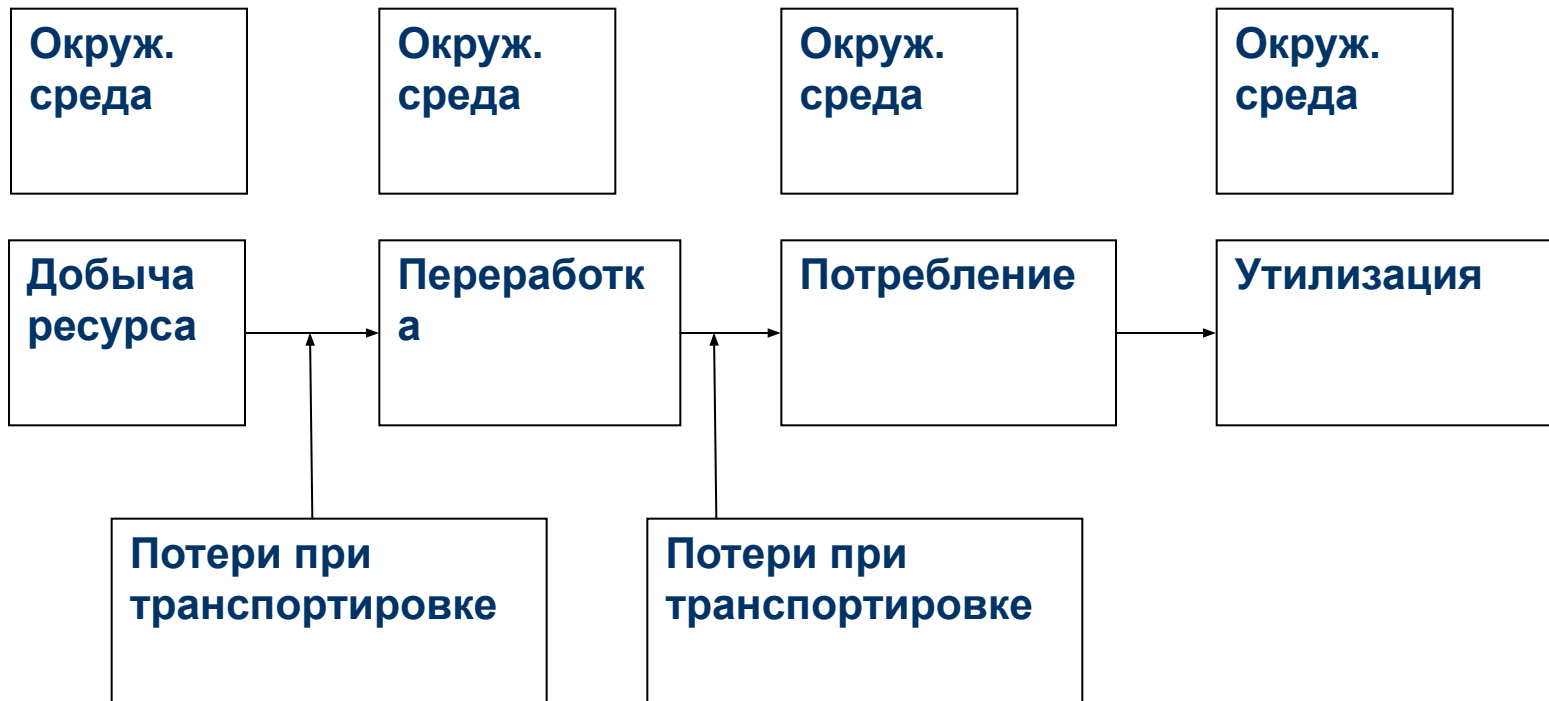 Окруж.
среда
Окруж.
среда
Окруж.
среда
Окруж.
среда
Добыча
ресурса
Переработк
а
Потребление
Утилизация
Потери при
транспортировке
Потери при
транспортировке